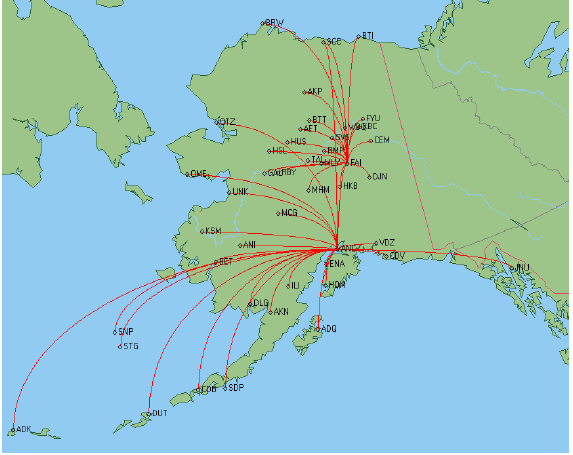 BRW
SCC
BTI
AKP
BTT
FYU
OTZ
AET
HUS
CEM
HSL
TAL
FAI
GAL
RBY
DJN
OME
UNK
MHM
HKB
MCG
KSM
ANI
ANC
VDZ
CDV
BET
ENA
JNU
ILI
HOM
DLG
AKN
SNP
ADQ
STG
CDB
SDP
DUT
ADK